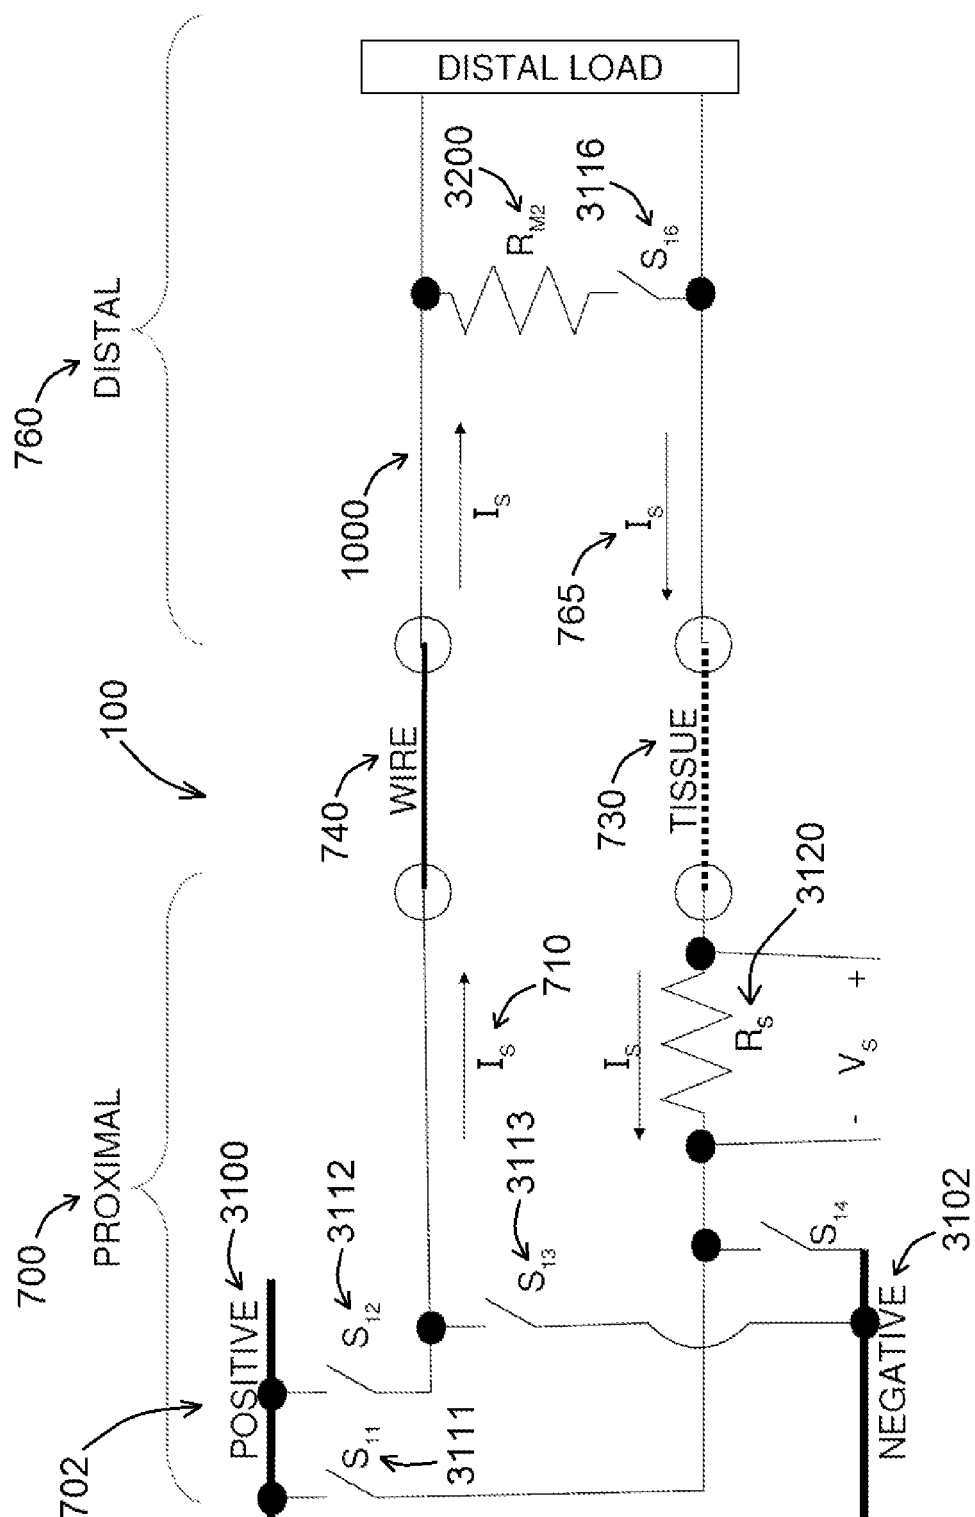 700
PROXIMAL
100
760
DISTAL
702
POSITIVE
3100
S11
3111
S12
3112
S13
3113
IS
710
740
WIRE
1000
IS
3200
RM2
DISTAL LOAD
IS
730
TISSUE
765
IS
3116
S16
RS
3120
- VS +
S14
NEGATIVE
3102